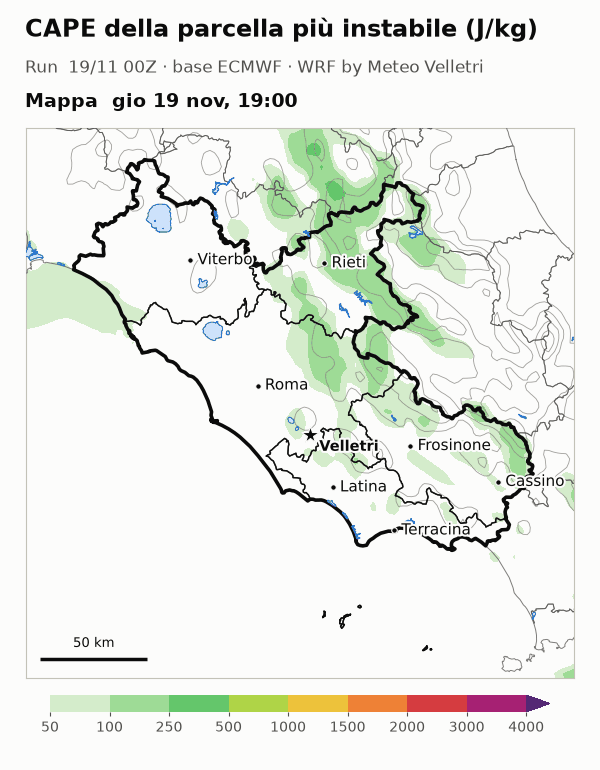 CAPE della parcella più instabile (J/kg)
Run  19/11 00Z · base ECMWF · WRF by Meteo Velletri
Mappa  gio 19 nov, 19:00
Viterbo
Rieti
Roma
Velletri
Frosinone
Latina
Cassino
Terracina
50 km
50 100 250 500 1000 1500 2000 3000 4000